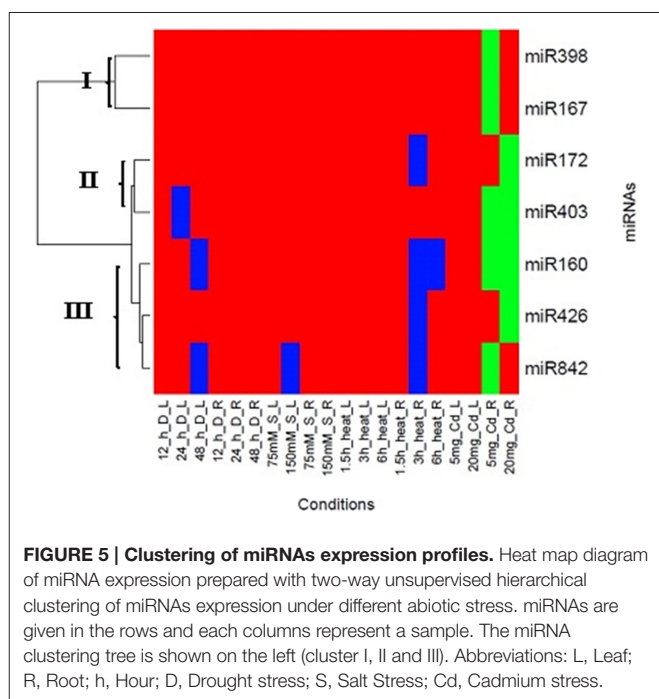 I
II
III
miR398
miR167
miR172
miR403
miR160
miR426
miR842
miRNAs
12_h_D_L
24_h_D_L
48_h_D_L
12_h_D_R
24_h_D_R
48_h_D_R
75mM_S_L
150mM_S_L
75mM_S_R
150mM_S_R
1.5h_heat_L
3h_heat_L
6h_heat_L
1.5h_heat_R
3h_heat_R
6h_heat_R
5mg_Cd_L
20mg_Cd_L
5mg_Cd_R
20mg_Cd_R
Conditions
FIGURE 5 | Clustering of miRNAs expression profiles. Heat map diagram
of miRNA expression prepared with two-way unsupervised hierarchical
clustering of miRNAs expression under different abiotic stress. miRNAs are
given in the rows and each columns represent a sample. The miRNA
clustering tree is shown on the left (cluster I, II and III). Abbreviations: L, Leaf;
R, Root; h, Hour; D, Drought stress; S, Salt Stress; Cd, Cadmium stress.